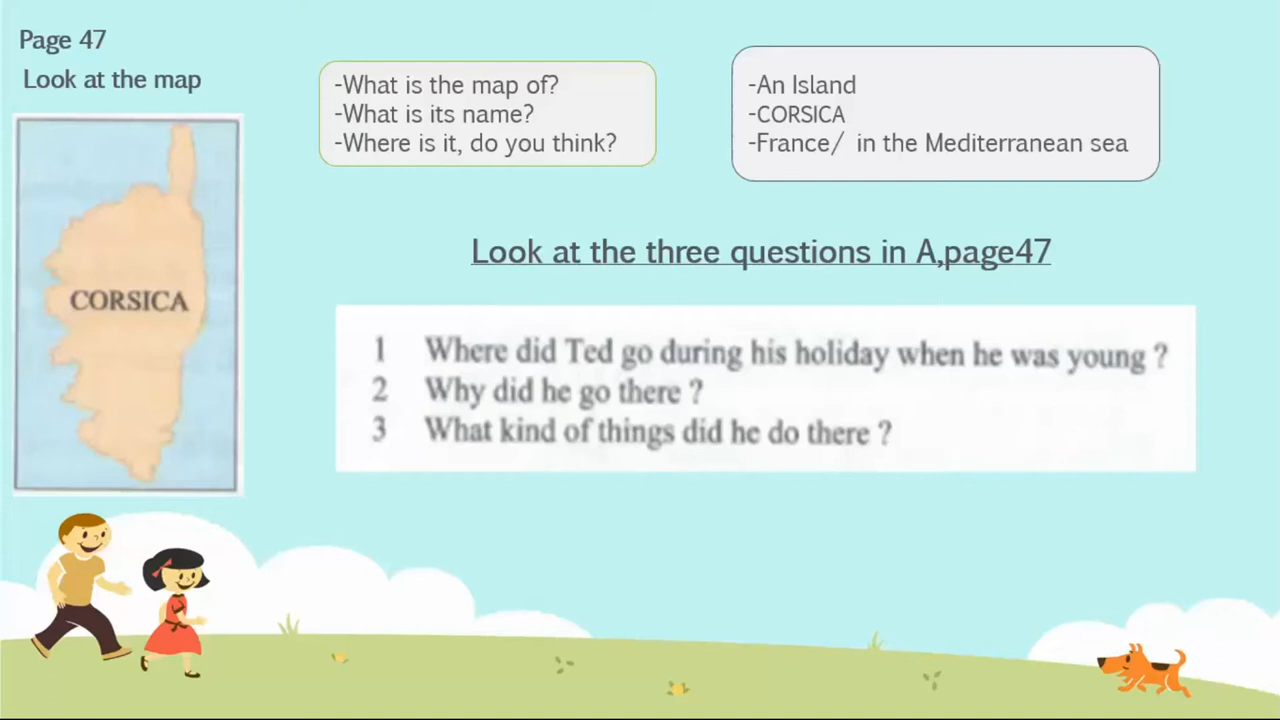 Page 47
Look at the map
CORSICA
-What is the map of?
-What is its name?
-Where is it, do you think?
-An Island
-CORSICA
-France/ in the Mediterranean sea
Look at the three questions in A,page47
1 Where did Ted go during his holiday when he was young ?
2 Why did he go there ?
3 What kind of things did he do there ?